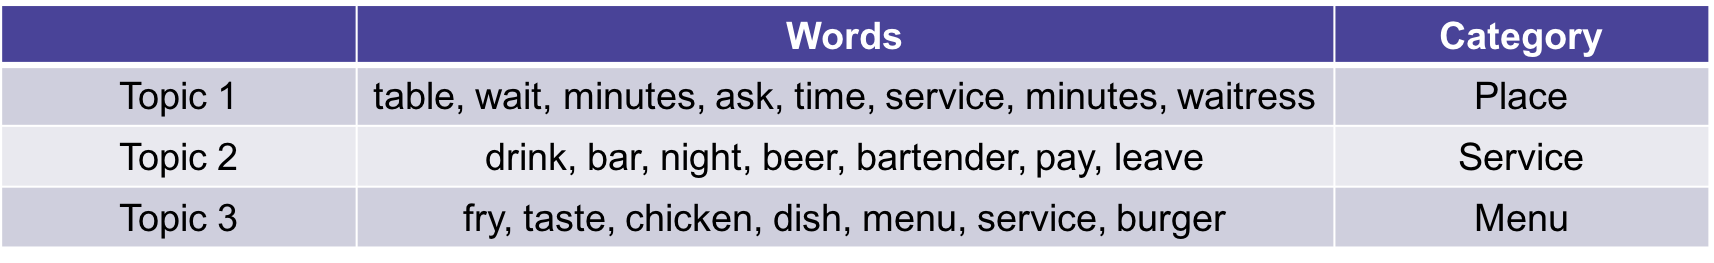 Words Category
Topic 1 table, wait, minutes, ask, time, service, minutes, waitress Place
Topic 2 drink, bar, night, beer, bartender, pay, leave Service
Topic 3 fry, taste, chicken, dish, menu, service, burger Menu